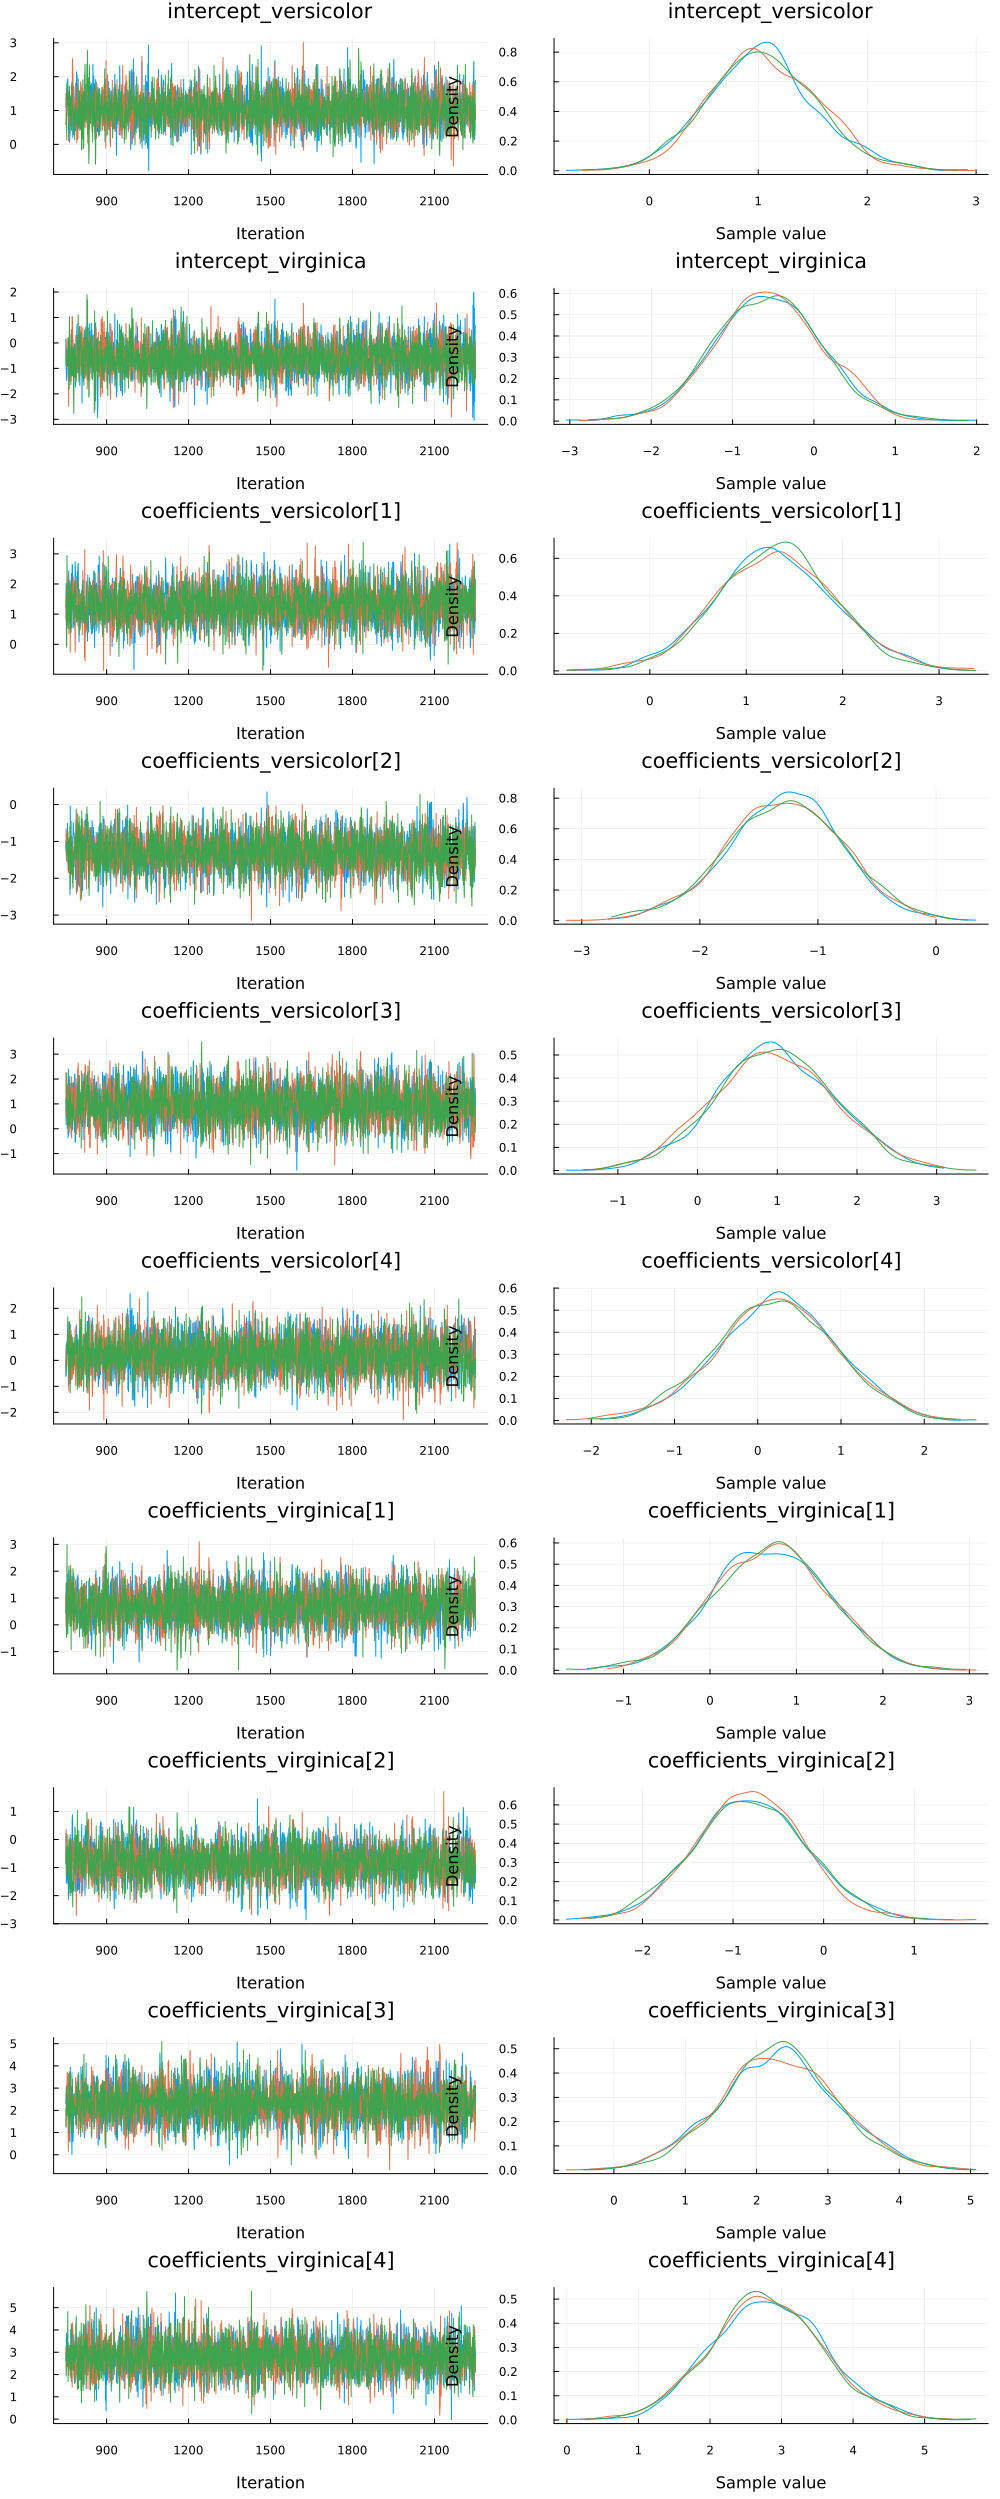 intercept_versicolor intercept_versicolor
3
2
1
0
900 1200 1500 1800 2100
Iteration
Density
0.8
0.6
0.4
0.2
0.0
0 1 2 3
Sample value
intercept_virginica intercept_virginica
2
1
0
−1
−2
−3
900 1200 1500 1800 2100
Iteration
Density
0.6
0.5
0.4
0.3
0.2
0.1
0.0
−3 −2 −1 0 1 2
Sample value
coefficients_versicolor[1] coefficients_versicolor[1]
3
2
1
0
900 1200 1500 1800 2100
Iteration
Density
0.6
0.4
0.2
0.0
0 1 2 3
Sample value
coefficients_versicolor[2] coefficients_versicolor[2]
0
−1
−2
−3
900 1200 1500 1800 2100
Iteration
Density
0.8
0.6
0.4
0.2
0.0
−3 −2 −1 0
Sample value
coefficients_versicolor[3] coefficients_versicolor[3]
3
2
1
0
−1
900 1200 1500 1800 2100
Iteration
Density
0.5
0.4
0.3
0.2
0.1
0.0
−1 0 1 2 3
Sample value
coefficients_versicolor[4] coefficients_versicolor[4]
2
1
0
−1
−2
900 1200 1500 1800 2100
Iteration
Density
0.6
0.5
0.4
0.3
0.2
0.1
0.0
−2 −1 0 1 2
Sample value
coefficients_virginica[1] coefficients_virginica[1]
3
2
1
0
−1
900 1200 1500 1800 2100
Iteration
Density
0.6
0.5
0.4
0.3
0.2
0.1
0.0
−1 0 1 2 3
Sample value
coefficients_virginica[2] coefficients_virginica[2]
1
0
−1
−2
−3
900 1200 1500 1800 2100
Iteration
Density
0.6
0.5
0.4
0.3
0.2
0.1
0.0
−2 −1 0 1
Sample value
coefficients_virginica[3] coefficients_virginica[3]
5
4
3
2
1
0
900 1200 1500 1800 2100
Iteration
Density
0.5
0.4
0.3
0.2
0.1
0.0
0 1 2 3 4 5
Sample value
coefficients_virginica[4] coefficients_virginica[4]
5
4
3
2
1
0
900 1200 1500 1800 2100
Iteration
Density
0.5
0.4
0.3
0.2
0.1
0.0
0 1 2 3 4 5
Sample value